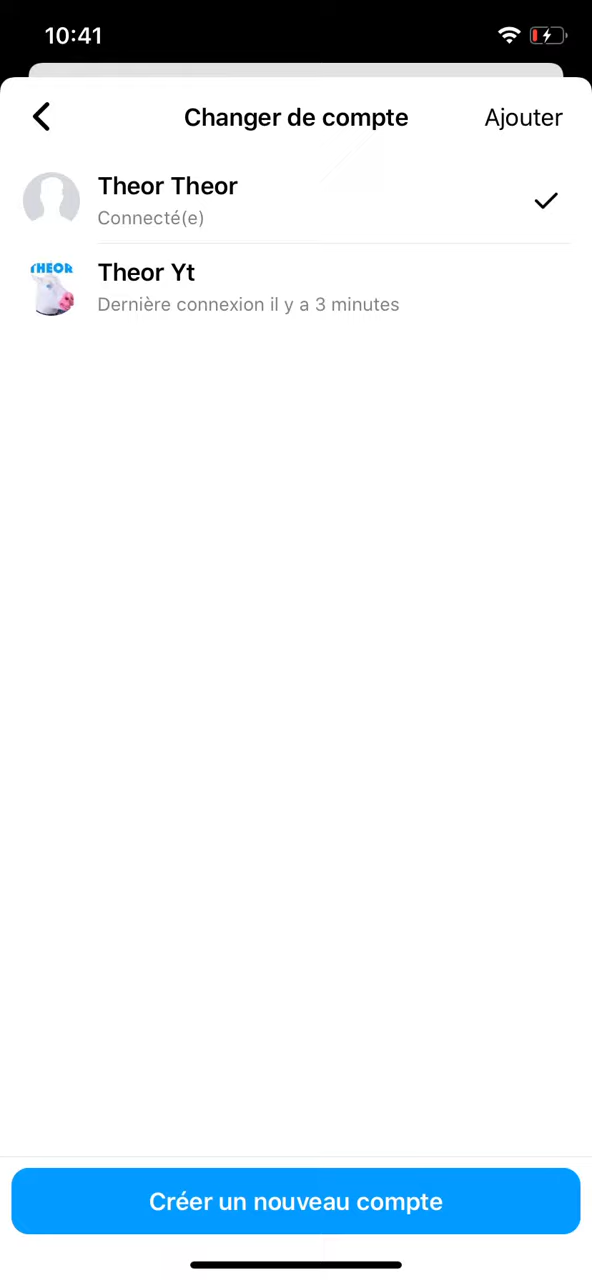 10:41
Changer de compte
Ajouter
Theor Theor
Connecté(e)
THEOR
Theor Yt
Dernière connexion il y a 3 minutes
Créer un nouveau compte